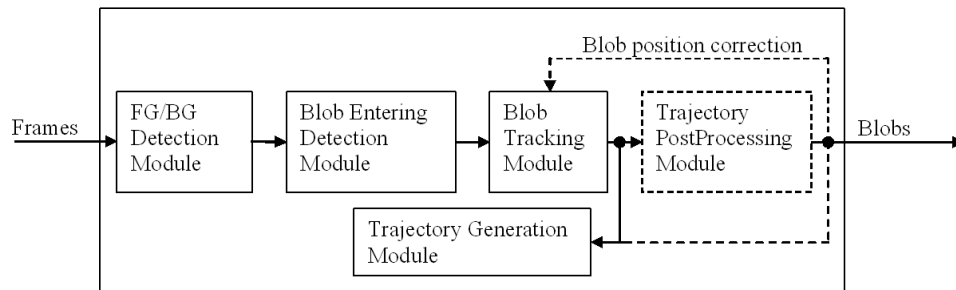 Blob position correction
Frames
FG/BG
Detection
Module
Blob Entering
Detection
Module
Blob
Tracking
Module
Trajectory
PostProcessing
Module
Blobs
Trajectory Generation
Module